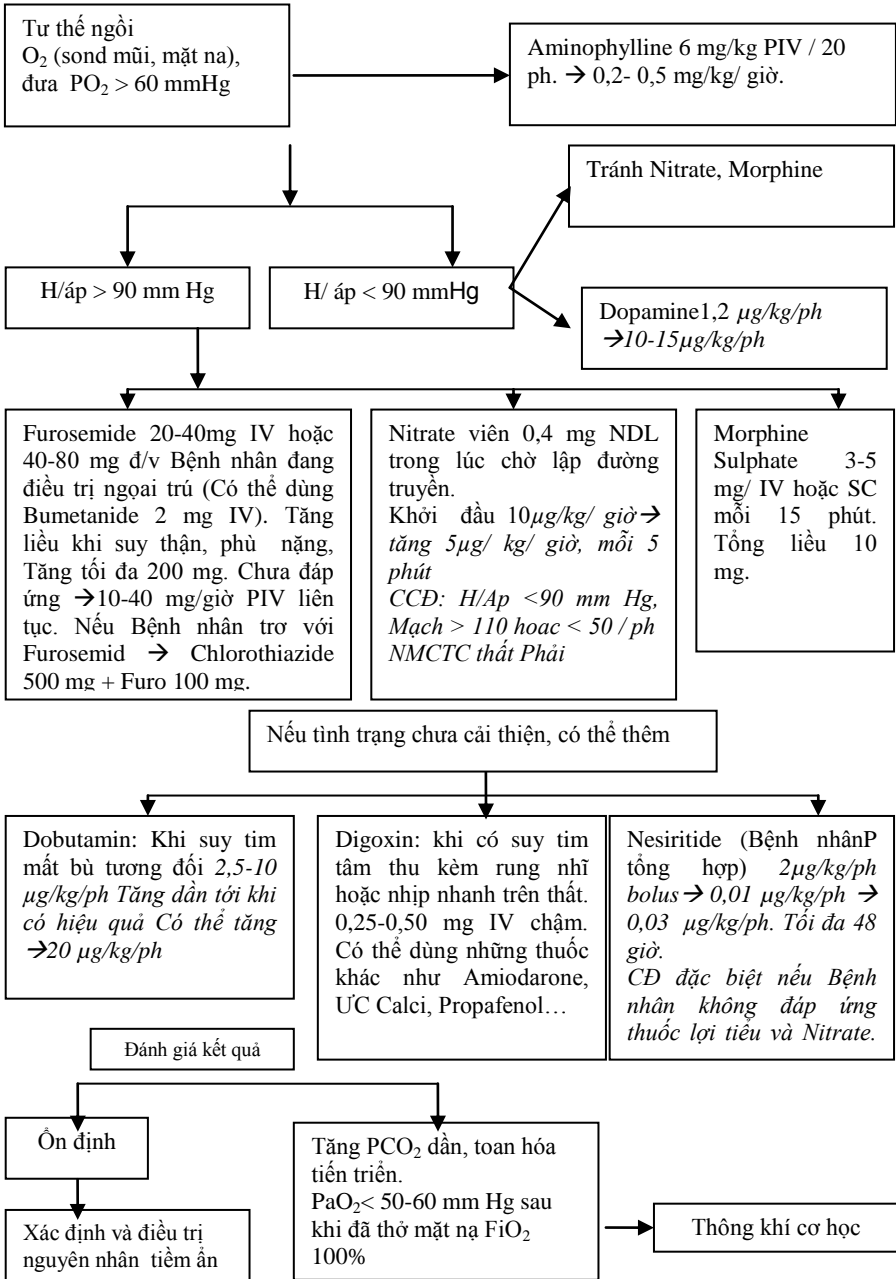 Tư thế ngồi
O₂ (sond mũi, mặt na),
đưa PO₂ > 60 mmHg
Aminophylline 6 mg/kg PIV / 20
ph. → 0,2- 0,5 mg/kg/ giờ.
Tránh Nitrate, Morphine
H/áp > 90 mm Hg
H/ áp < 90 mmHg
Dopamine1,2 µg/kg/ph
→10-15µg/kg/ph
Furosemide 20-40mg IV hoặc
40-80 mg đ/v Bệnh nhân đang
điều trị ngọai trú (Có thể dùng
Bumetanide 2 mg IV). Tăng
liều khi suy thận, phù nặng,
Tăng tối đa 200 mg. Chưa đáp
ứng →10-40 mg/giờ PIV liên
tục. Nếu Bệnh nhân trơ với
Furosemid → Chlorothiazide
500 mg + Furo 100 mg.
Nitrate viên 0,4 mg NDL
trong lúc chờ lập đường
truyền.
Khởi đầu 10µg/kg/ giờ→
tăng 5µg/ kg/ giờ, mỗi 5
phút
CCĐ: H/Ap <90 mm Hg,
Mạch > 110 hoac < 50 / ph
NMCTC thất Phải
Morphine
Sulphate 3-5
mg/ IV hoặc SC
mỗi 15 phút.
Tổng liều 10
mg.
Nếu tình trạng chưa cải thiện, có thể thêm
Dobutamin: Khi suy tim
mất bù tương đối 2,5-10
µg/kg/ph Tăng dần tới khi
có hiệu quả Có thể tăng
→20 µg/kg/ph
Digoxin: khi có suy tim
tâm thu kèm rung nhĩ
hoặc nhịp nhanh trên thất.
0,25-0,50 mg IV chậm.
Có thể dùng những thuốc
khác như Amiodarone,
ƯC Calci, Propafenol…
Nesiritide (Bệnh nhânP
tổng hợp) 2µg/kg/ph
bolus→ 0,01 µg/kg/ph →
0,03 µg/kg/ph. Tối đa 48
giờ.
CĐ đặc biệt nếu Bệnh
nhân không đáp ứng
thuốc lợi tiểu và Nitrate.
Đánh giá kết quả
Ổn định
Tăng PCO₂ dần, toan hóa
tiến triển.
PaO₂< 50-60 mm Hg sau
khi đã thở mặt nạ FiO₂
100%
Thông khí cơ học
Xác định và điều trị
nguyên nhân tiềm ẩn